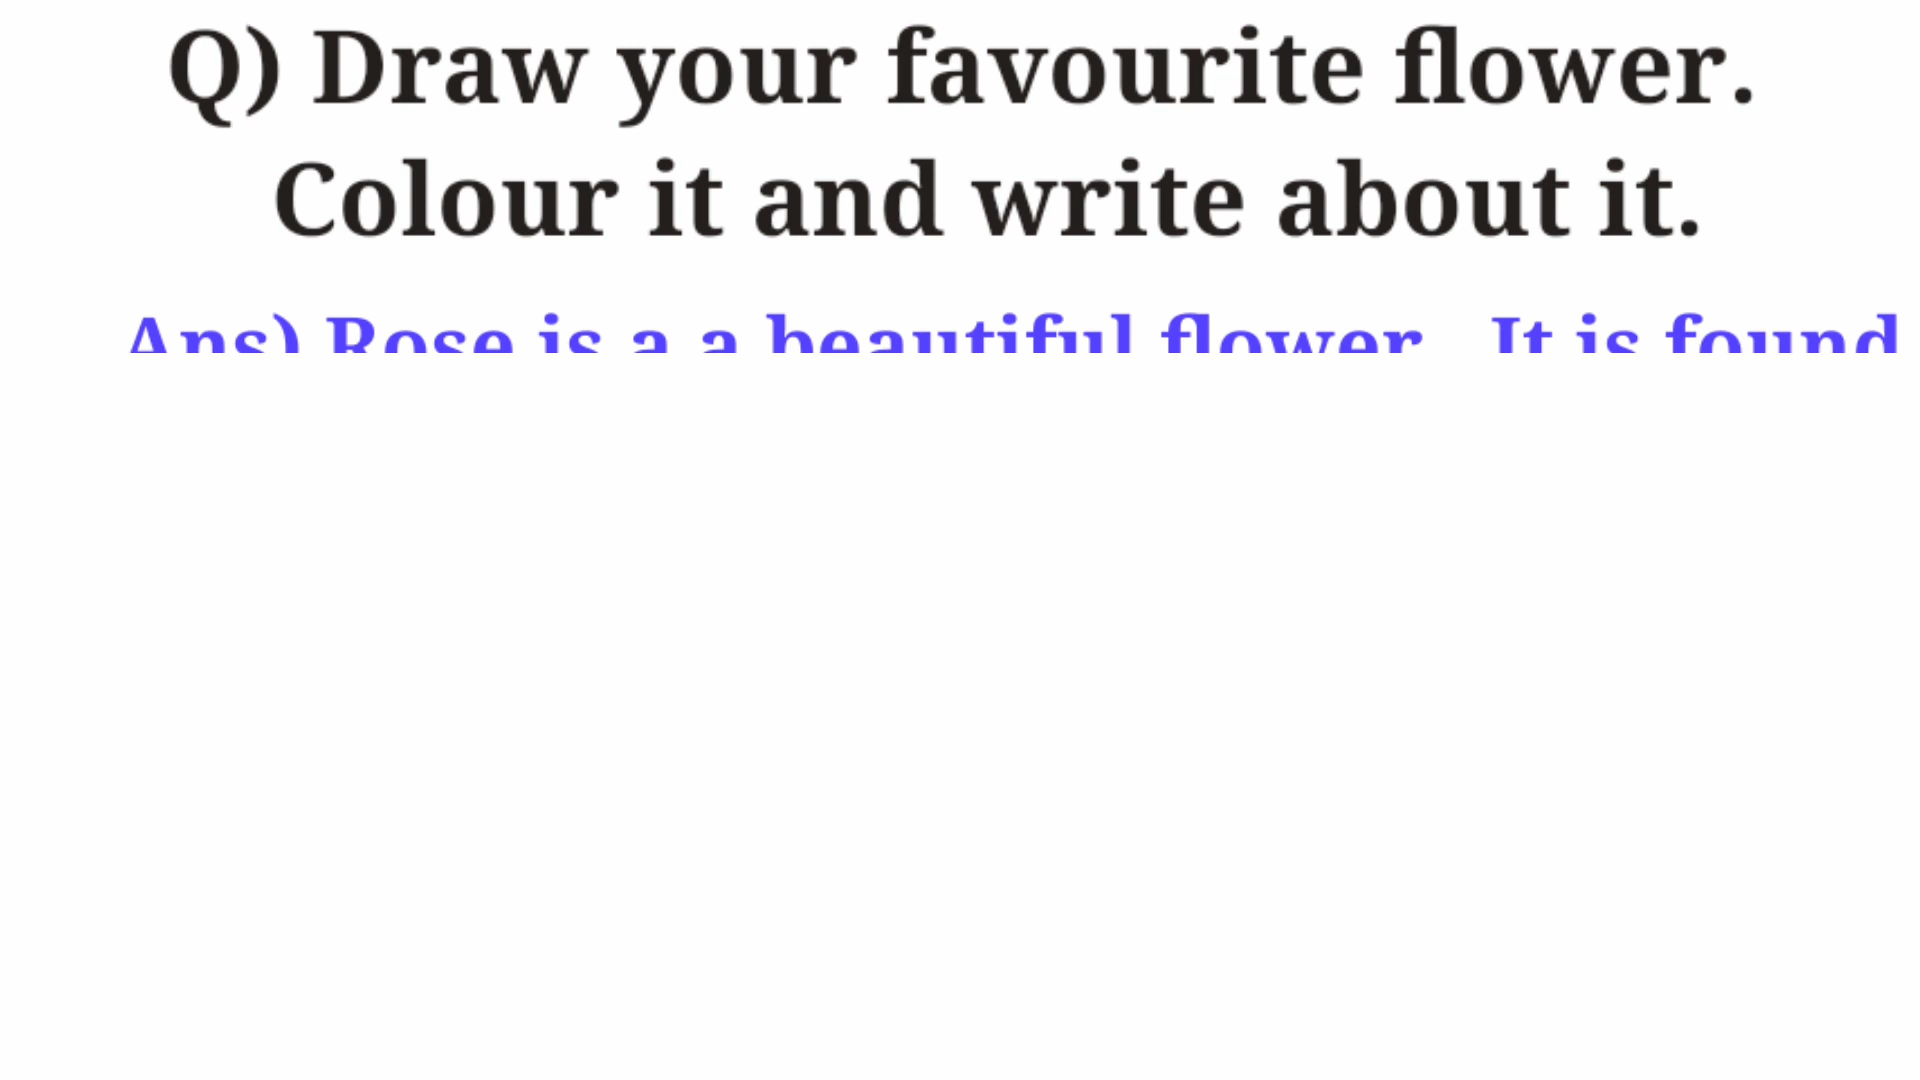 Q) Draw your favourite flower.
Colour it and write about it.
Ans) Rose is a a beautiful flower. It is found